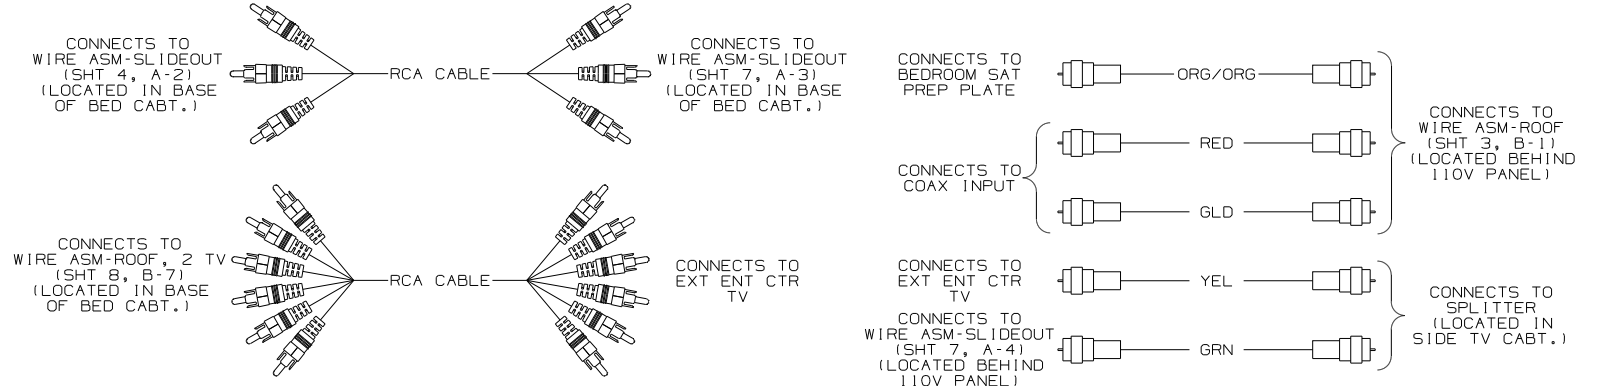 CONNECTS TO
WIRE ASM-SLIDEOUT
(SHT 4, A-2)
(LOCATED IN BASE
OF BED CABT.)
RCA CABLE
CONNECTS TO
WIRE ASM-SLIDEOUT
(SHT 7, A-3)
(LOCATED IN BASE
OF BED CABT.)
CONNECTS TO
WIRE ASM-ROOF, 2 TV
(SHT 8, B-7)
(LOCATED IN BASE
OF BED CABT.)
RCA CABLE
CONNECTS TO
EXT ENT CTR
TV
CONNECTS TO
BEDROOM SAT
PREP PLATE
ORG/ORG
CONNECTS TO
COAX INPUT
RED
GLD
CONNECTS TO
WIRE ASM-ROOF
(SHT 3, B-1)
(LOCATED BEHIND
110V PANEL)
CONNECTS TO
EXT ENT CTR
TV
YEL
CONNECTS TO
WIRE ASM-SLIDEOUT
(SHT 7, A-4)
(LOCATED BEHIND
110V PANEL)
GRN
CONNECTS TO
SPLITTER
(LOCATED IN
SIDE TV CABT.)